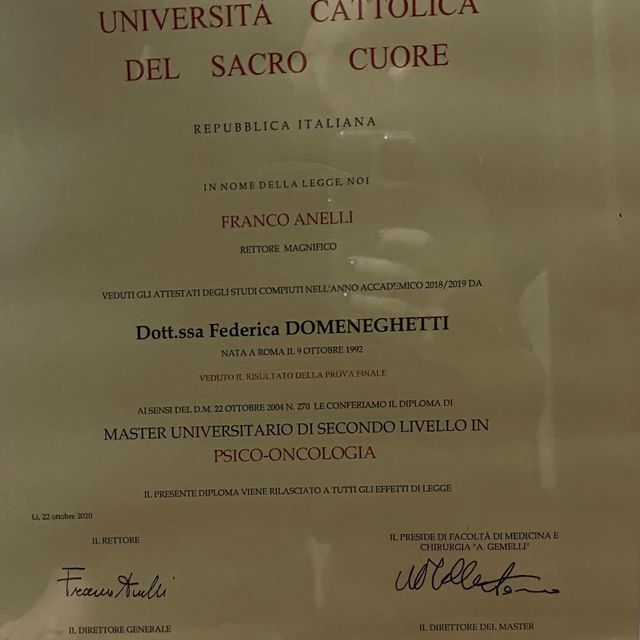 UNIVERSITÀ CATTOLICA
DEL SACRO CUORE
REPUBBLICA ITALIANA
IN NOME DELLA LEGGE, NOI
FRANCO ANELLI
RETTORE MAGNIFICO
VEDUTI GLI ATTESTATI DEGLI STUDI COMPIUTI NELL'ANNO ACCADEMICO 2018/2019 DA
Dott.ssa Federica DOMENEGHETTI
NATA A ROMA IL 9 OTTOBRE 1992
VEDUTO IL RISULTATO DELLA PROVA FINALE
AI SENSI DEL D.M. 22 OTTOBRE 2004 N. 270 LE CONFERIAMO IL DIPLOMA DI
MASTER UNIVERSITARIO DI SECONDO LIVELLO IN
PSICO-ONCOLOGIA
IL PRESENTE DIPLOMA VIENE RILASCIATO A TUTTI GLI EFFETTI DI LEGGE
Lì, 22 ottobre 2020
IL RETTORE
IL PRESIDE DI FACOLTÀ DI MEDICINA E
CHIRURGIA "A. GEMELLI"
Franco Anelli
IL DIRETTORE GENERALE
IL DIRETTORE DEL MASTER